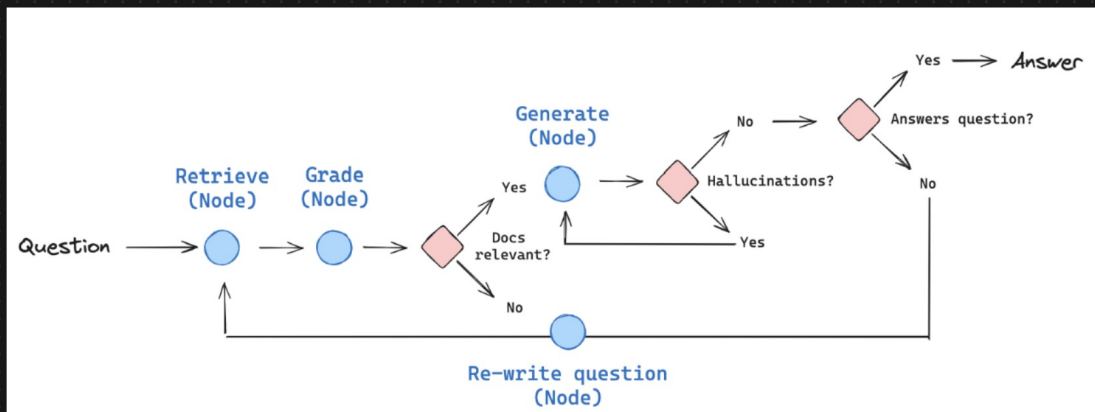 Question
Retrieve
(Node)
Grade
(Node)
Docs
relevant?
Yes
No
Generate
(Node)
Hallucinations?
No
Yes
Answers question?
Yes
Answer
No
Re-write question
(Node)